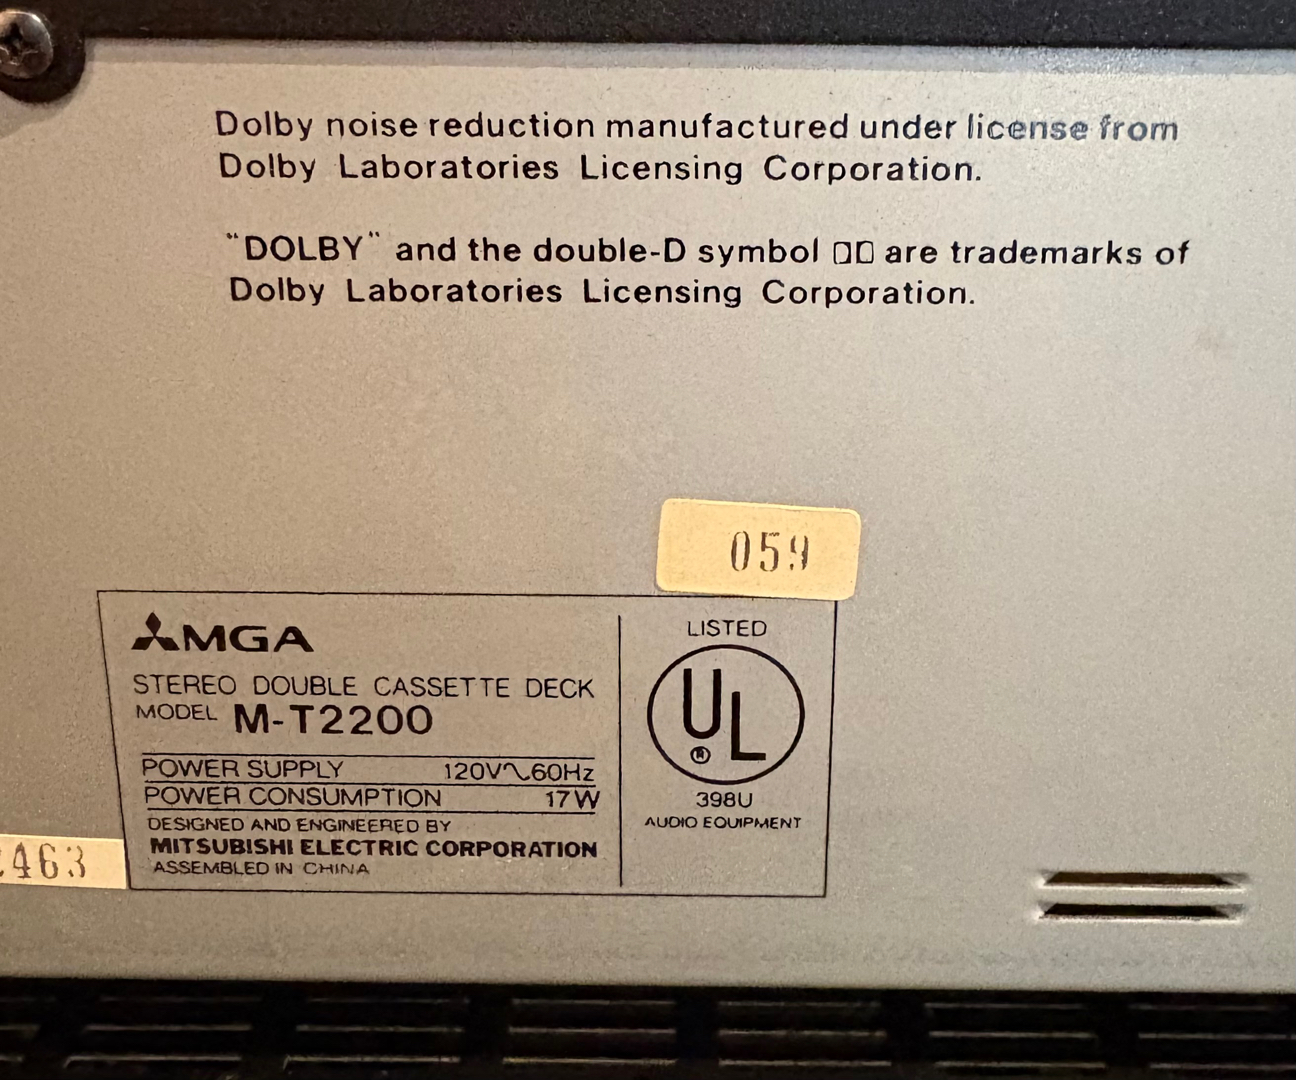 Dolby noise reduction manufactured under license from
Dolby Laboratories Licensing Corporation.
"DOLBY" and the double-D symbol are trademarks of
Dolby Laboratories Licensing Corporation.
059
MGA
STEREO DOUBLE CASSETTE DECK
MODEL M-T2200
POWER SUPPLY 120V∿60Hz
POWER CONSUMPTION 17W
DESIGNED AND ENGINEERED BY
MITSUBISHI ELECTRIC CORPORATION
ASSEMBLED IN CHINA
LISTED
UL
®
398U
AUDIO EQUIPMENT
463